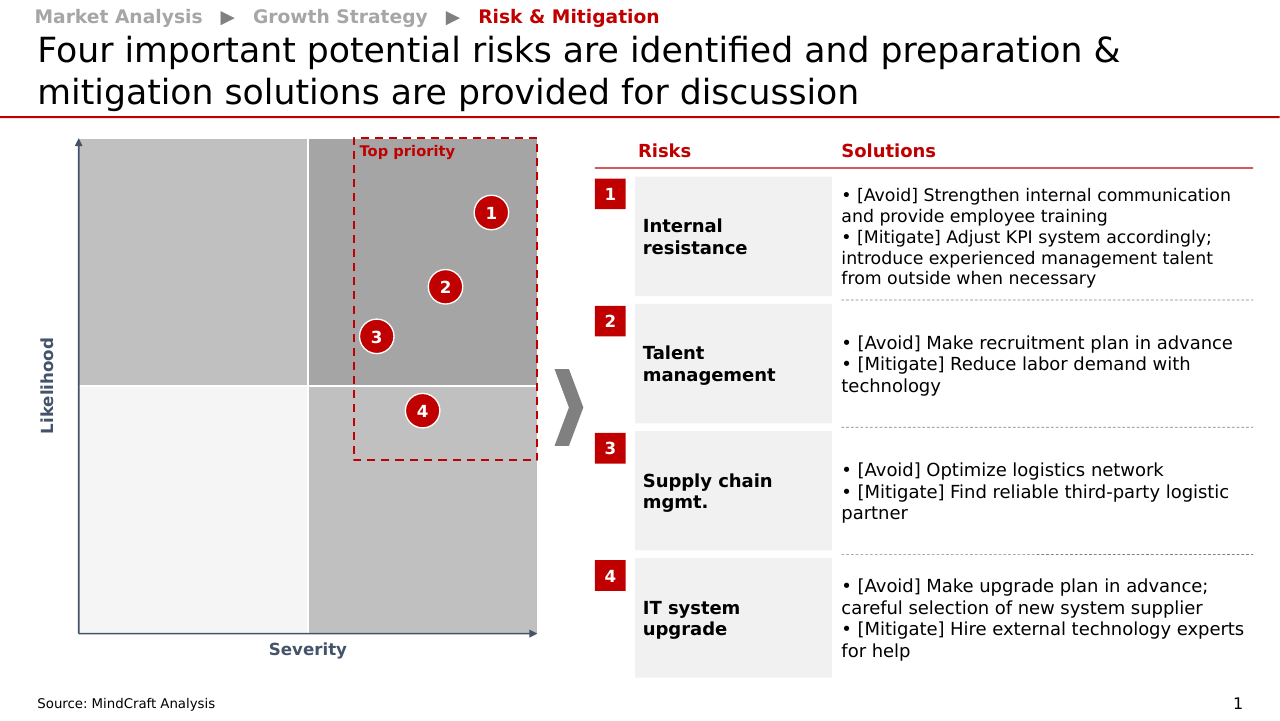 Market Analysis ▶ Growth Strategy ▶ Risk & Mitigation
Four important potential risks are identified and preparation &
mitigation solutions are provided for discussion
Top priority
1
2
3
4
Likelihood
Severity
Risks
Solutions
1
Internal
resistance
• [Avoid] Strengthen internal communication
and provide employee training
• [Mitigate] Adjust KPI system accordingly;
introduce experienced management talent
from outside when necessary
2
Talent
management
• [Avoid] Make recruitment plan in advance
• [Mitigate] Reduce labor demand with
technology
3
Supply chain
mgmt.
• [Avoid] Optimize logistics network
• [Mitigate] Find reliable third-party logistic
partner
4
IT system
upgrade
• [Avoid] Make upgrade plan in advance;
careful selection of new system supplier
• [Mitigate] Hire external technology experts
for help
Source: MindCraft Analysis
1